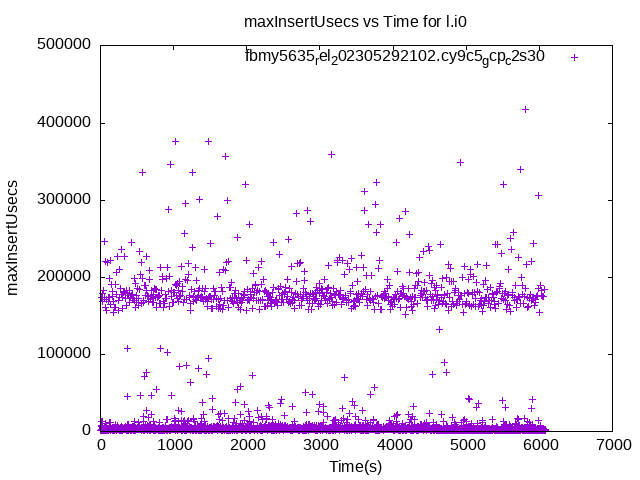 maxInsertUsecs vs Time for l.i0
fbmy5635_rel_202305292102.cy9c5_gcp_c2s30
500000
400000
300000
200000
100000
0
maxInsertUsecs
0 1000 2000 3000 4000 5000 6000 7000
Time(s)